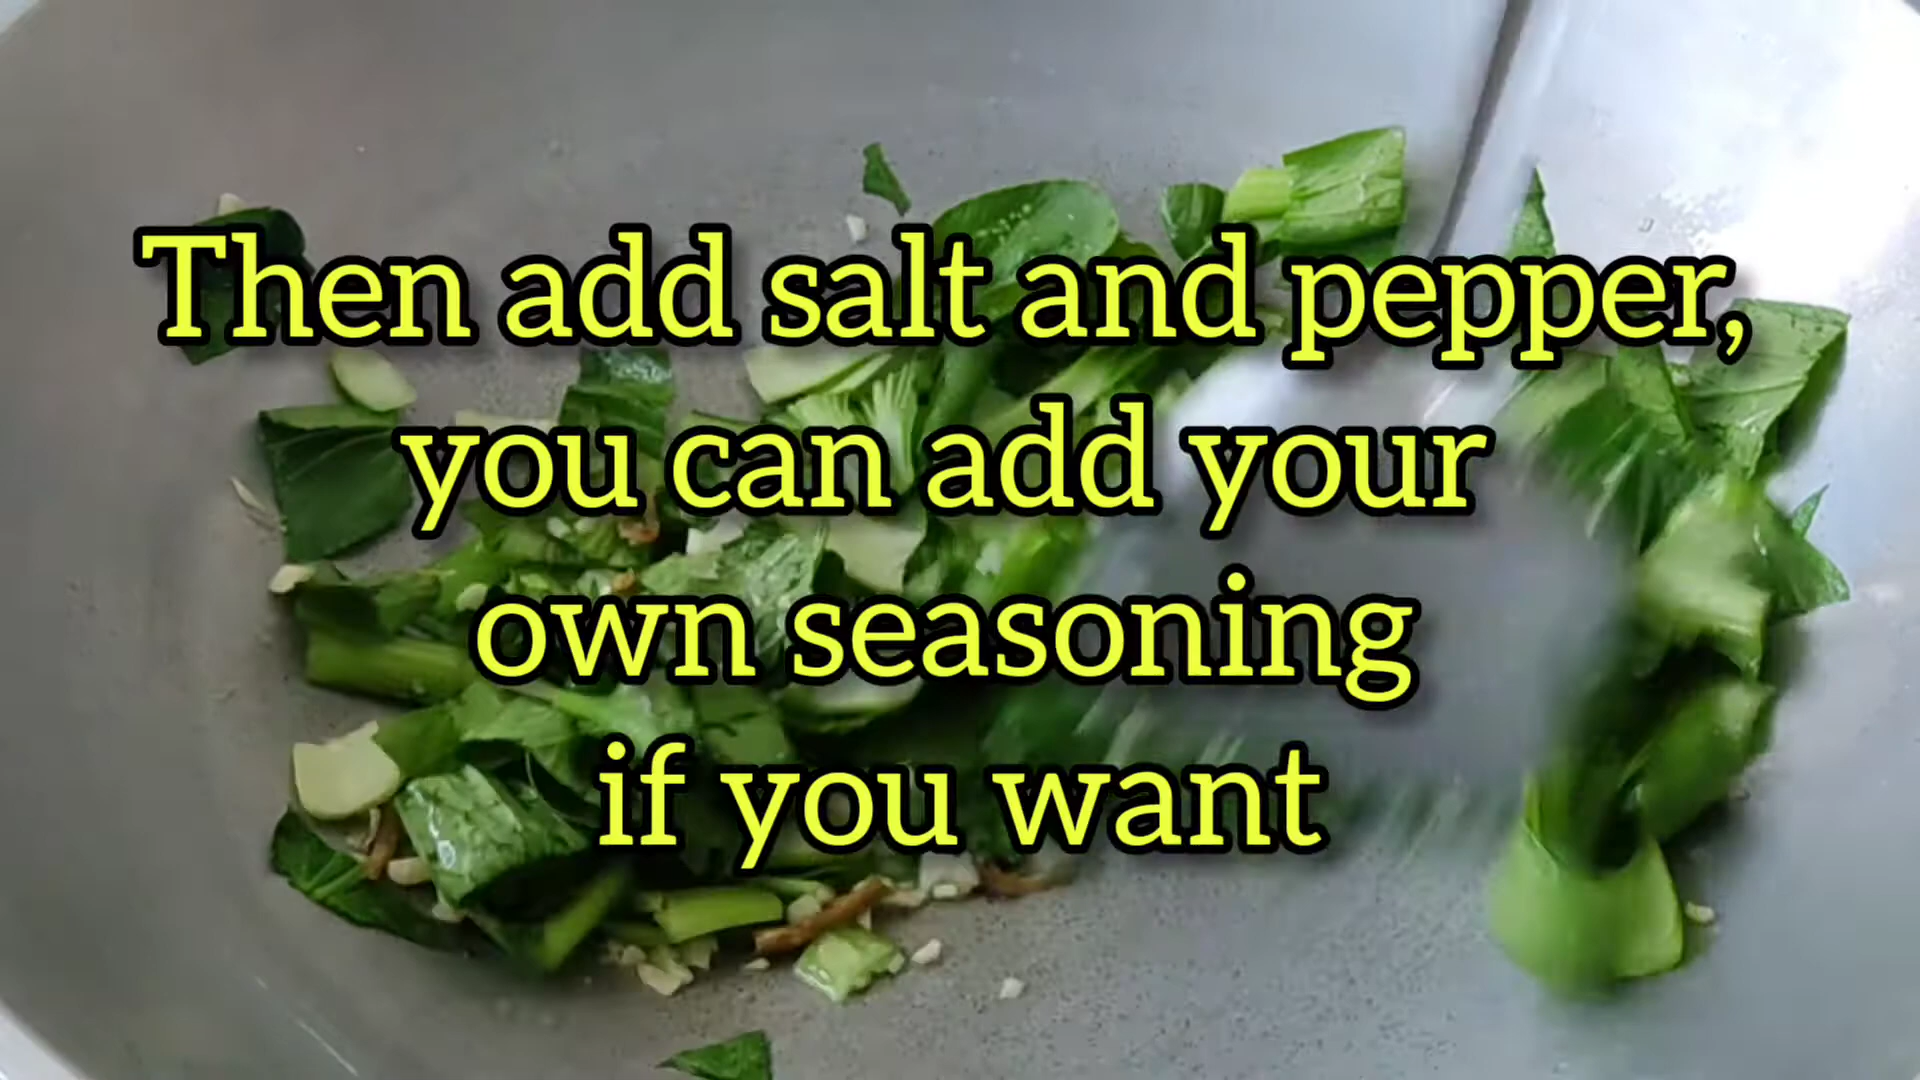 Then add salt and pepper,
you can add your
own seasoning
if you want